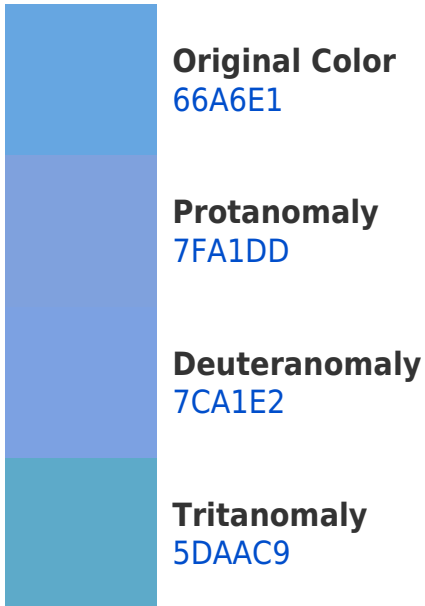 Original Color
66A6E1
Protanomaly
7FA1DD
Deuteranomaly
7CA1E2
Tritanomaly
5DAAC9